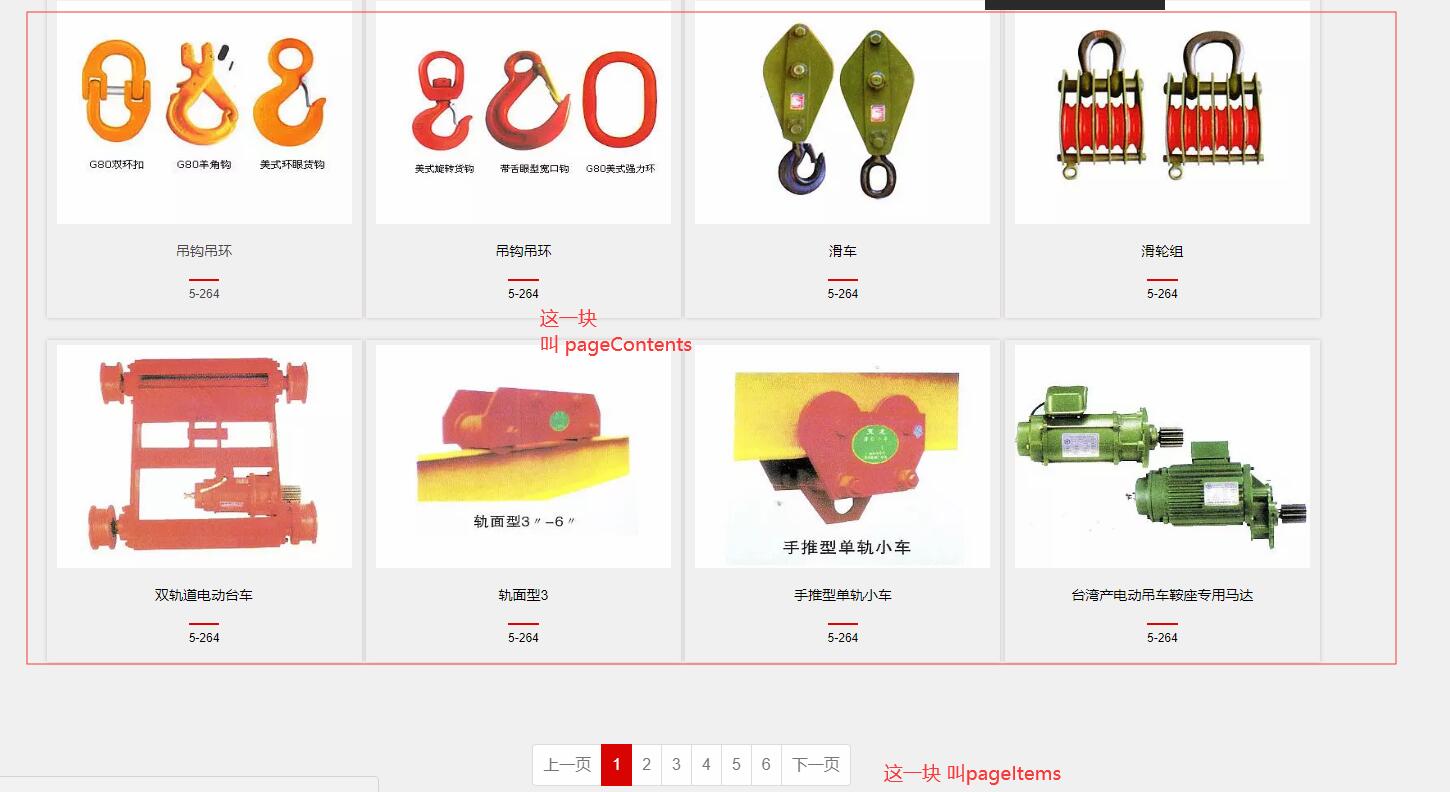 G80双环扣 G80羊角钩 美式环眼货钩
美式旋转货钩 带舌眼型宽口钩 G80美式强力环
吊钩吊环 吊钩吊环 滑车 滑轮组
5-264 5-264 5-264 5-264
这一块
叫 pageContents
轨面型3〃-6〃
手推型单轨小车
双轨道电动台车 轨面型3 手推型单轨小车 台湾产电动吊车鞍座专用马达
5-264 5-264 5-264 5-264
上一页 1 2 3 4 5 6 下一页
这一块 叫pageItems